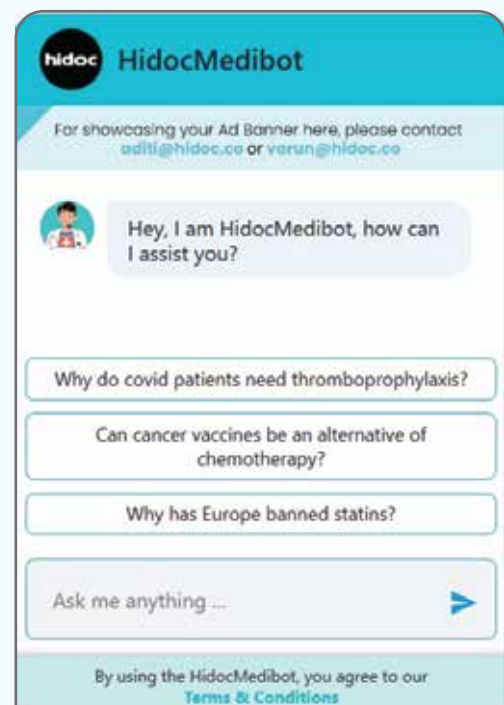 hidoc HidocMedibot
For showcasing your Ad Banner here, please contact
aditi@hidoc.co or varun@hidoc.co
Hey, I am HidocMedibot, how can
I assist you?
Why do covid patients need thromboprophylaxis?
Can cancer vaccines be an alternative of
chemotherapy?
Why has Europe banned statins?
Ask me anything ...
By using the HidocMedibot, you agree to our
Terms & Conditions